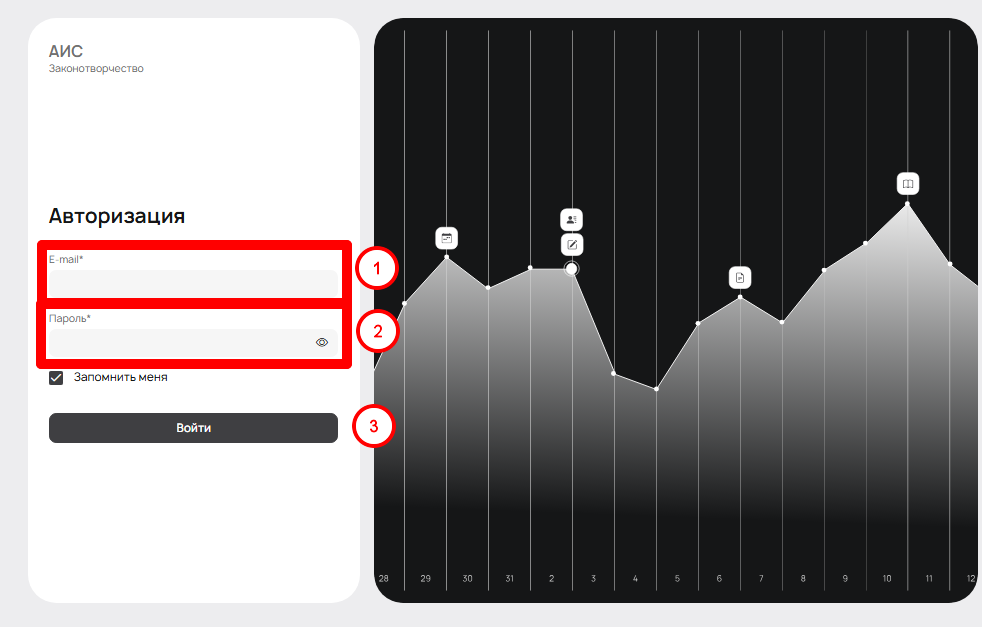 АИС
Законотворчество
Авторизация
E-mail*
1
Пароль*
2
Запомнить меня
Войти
3
28 29 30 31 2 3 4 5 6 7 8 9 10 11 12